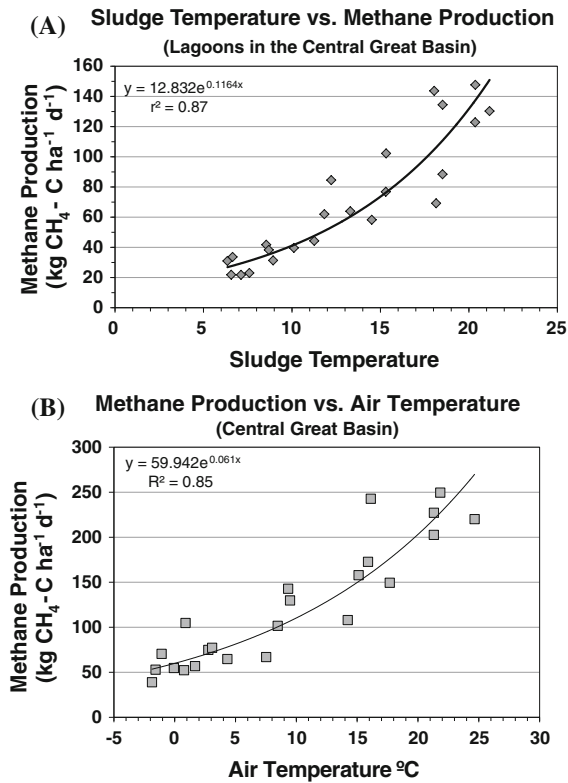 (A) Sludge Temperature vs. Methane Production
(Lagoons in the Central Great Basin)
y = 12.832e^0.1164x
r² = 0.87
Methane Production
(kg CH₄- C ha⁻¹ d⁻¹)
160
140
120
100
80
60
40
20
0
0 5 10 15 20 25
Sludge Temperature
(B) Methane Production vs. Air Temperature
(Central Great Basin)
y = 59.942e^0.061x
R² = 0.85
Methane Production
(kg CH₄-C ha⁻¹ d⁻¹)
300
250
200
150
100
50
0
-5 0 5 10 15 20 25 30
Air Temperature ºC